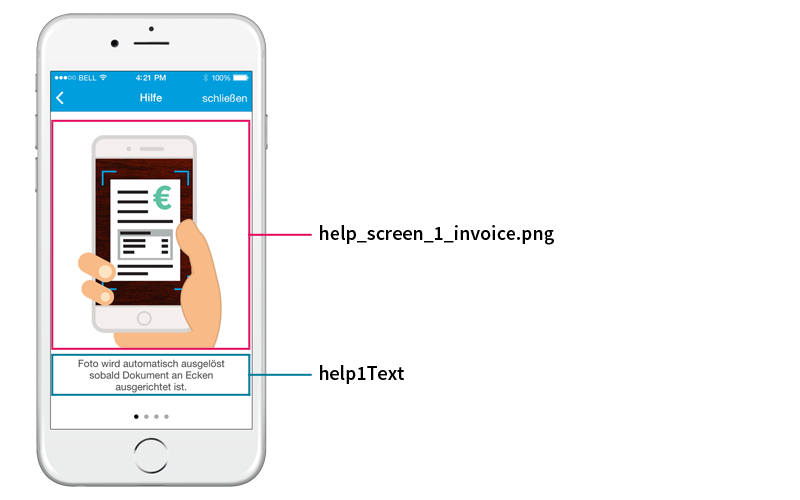 BELL 4:21 PM 100%
Hilfe schließen
€
help_screen_1_invoice.png
Foto wird automatisch ausgelöst
sobald Dokument an Ecken
ausgerichtet ist.
help1Text